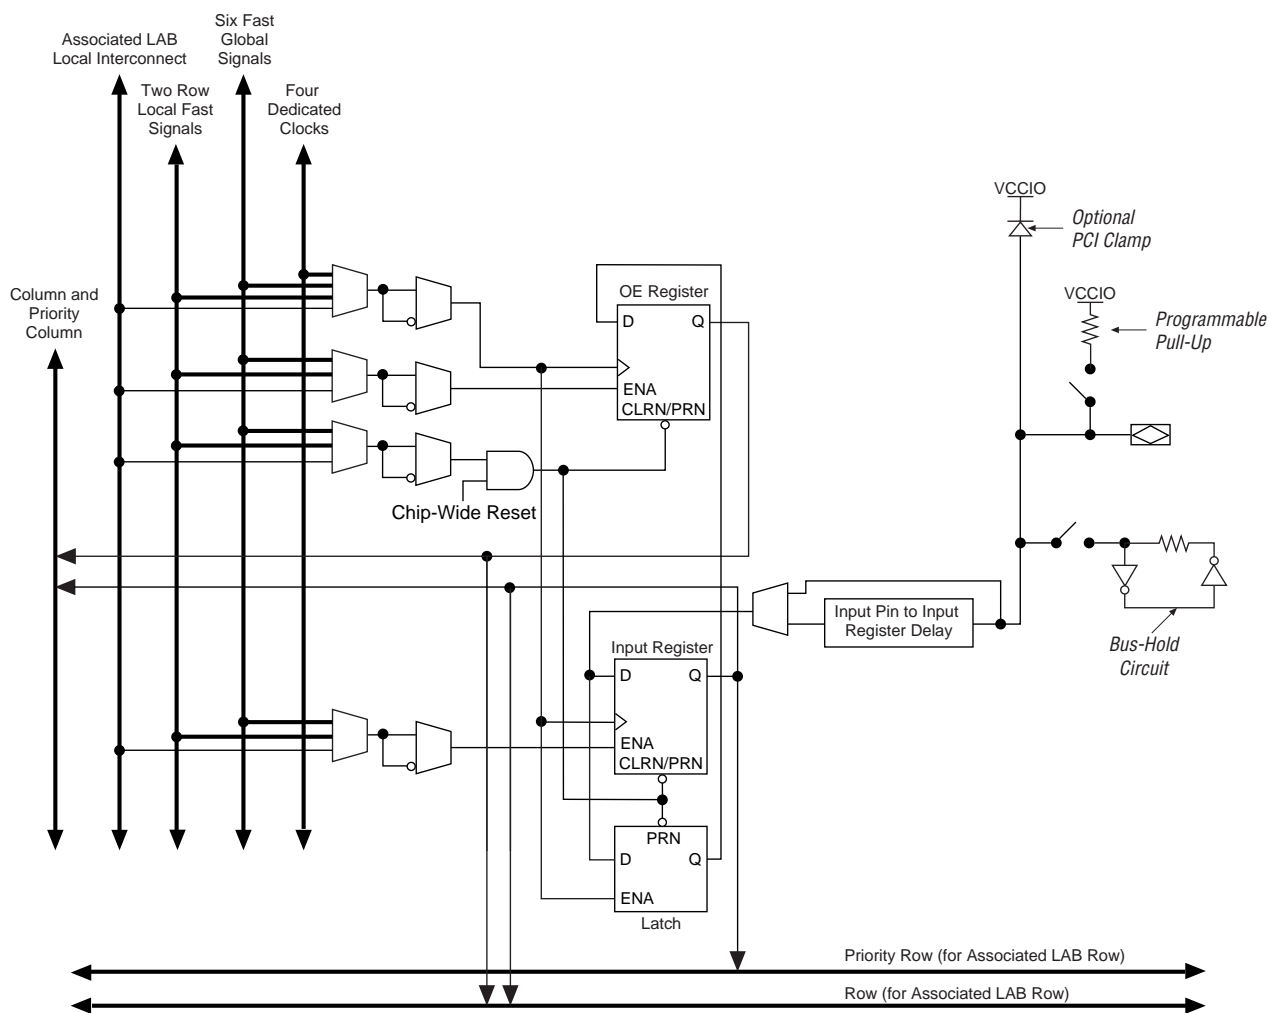 Six Fast
Global
Signals
Associated LAB
Local Interconnect
Two Row
Local Fast
Signals
Four
Dedicated
Clocks
VCCIO
Optional
PCI Clamp
Column and
Priority
Column
OE Register
VCCIO
Programmable
Pull-Up
D
Q
ENA
CLRN/PRN
Chip-Wide Reset
Input Pin to Input
Register Delay
Bus-Hold
Circuit
Input Register
D
Q
ENA
CLRN/PRN
PRN
D
Q
ENA
Latch
Priority Row (for Associated LAB Row)
Row (for Associated LAB Row)